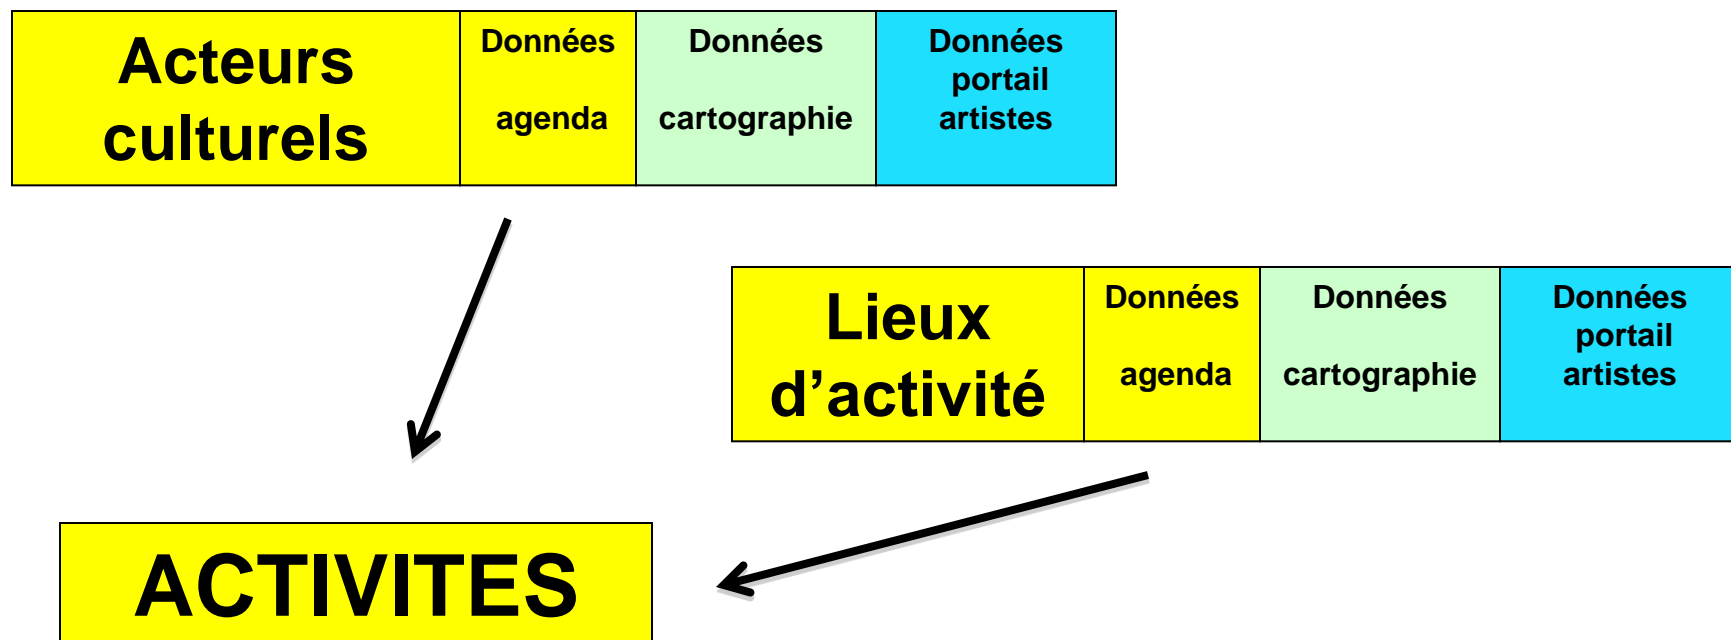 Acteurs
culturels
Données
agenda
Données
cartographie
Données
portail
artistes
Lieux
d’activité
Données
agenda
Données
cartographie
Données
portail
artistes
ACTIVITES